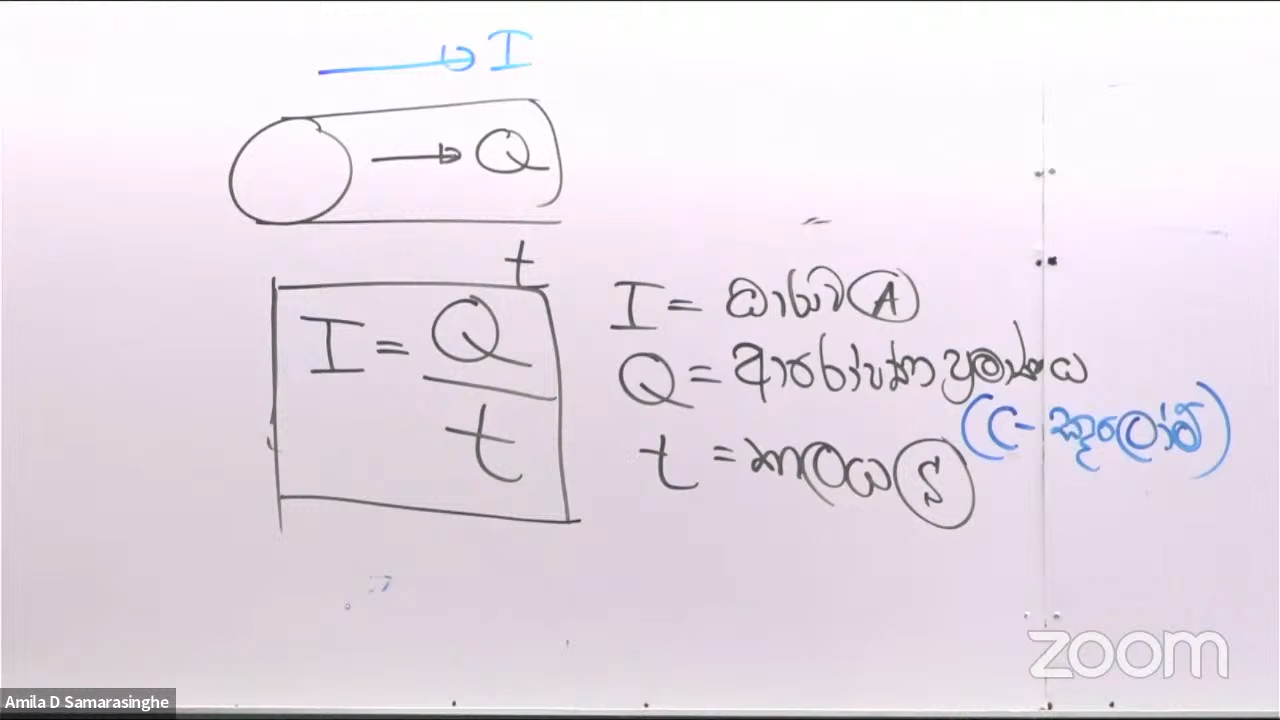 I
Q
t
I = Q/t
I = ධාරාව A
Q = ආරෝපණ ප්‍රමාණය
(C - කූලෝම්)
t = කාලය S
zoom
Amila D Samarasinghe